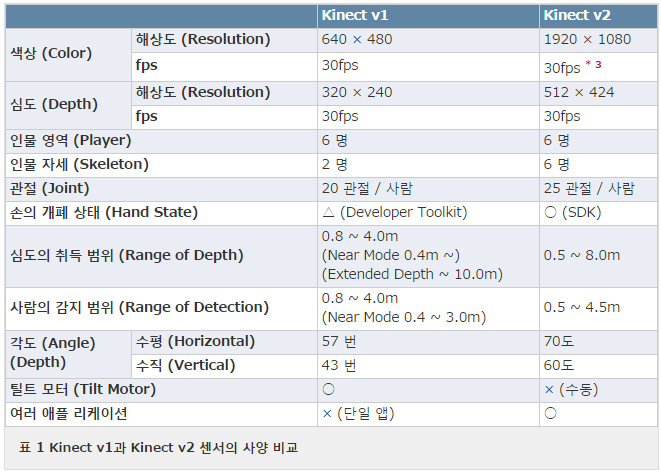 Kinect v1 Kinect v2
색상 (Color) 해상도 (Resolution) 640 × 480 1920 × 1080
fps 30fps 30fps * 3
심도 (Depth) 해상도 (Resolution) 320 × 240 512 × 424
fps 30fps 30fps
인물 영역 (Player) 6 명 6 명
인물 자세 (Skeleton) 2 명 6 명
관절 (Joint) 20 관절 / 사람 25 관절 / 사람
손의 개폐 상태 (Hand State) △ (Developer Toolkit) ○ (SDK)
심도의 취득 범위 (Range of Depth) 0.8 ~ 4.0m
(Near Mode 0.4m ~)
(Extended Depth ~ 10.0m) 0.5 ~ 8.0m
사람의 감지 범위 (Range of Detection) 0.8 ~ 4.0m
(Near Mode 0.4 ~ 3.0m) 0.5 ~ 4.5m
각도 (Angle)
(Depth) 수평 (Horizontal) 57 번 70도
수직 (Vertical) 43 번 60도
틸트 모터 (Tilt Motor) ○ × (수동)
여러 애플 리케이션 × (단일 앱) ○
표 1 Kinect v1과 Kinect v2 센서의 사양 비교